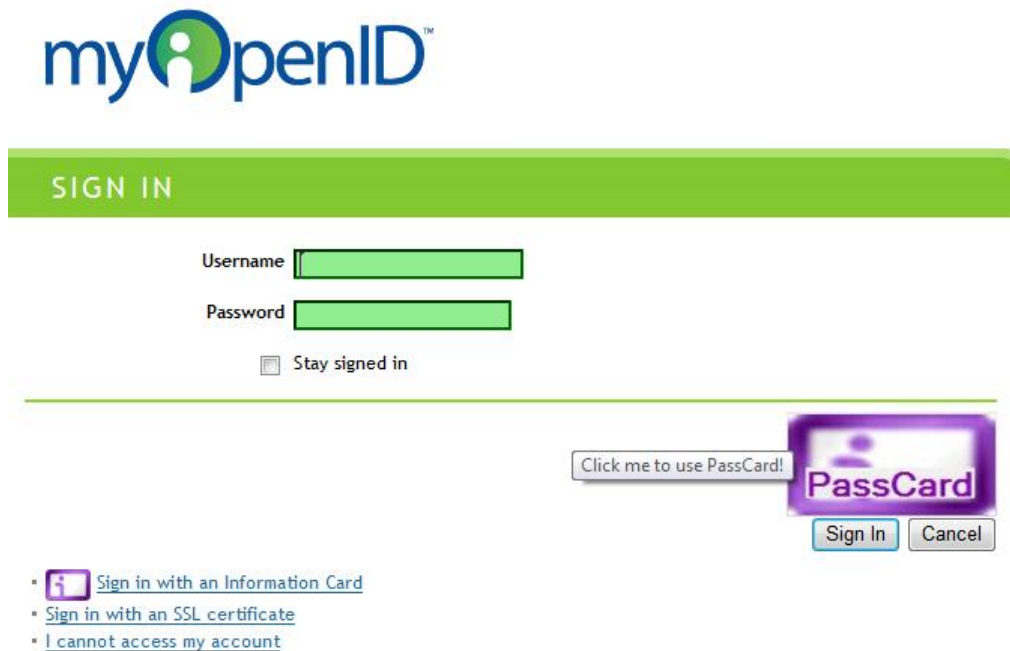 myOpenID™
SIGN IN
Username
Password
Stay signed in
Click me to use PassCard!
PassCard
Sign In Cancel
Sign in with an Information Card
Sign in with an SSL certificate
I cannot access my account